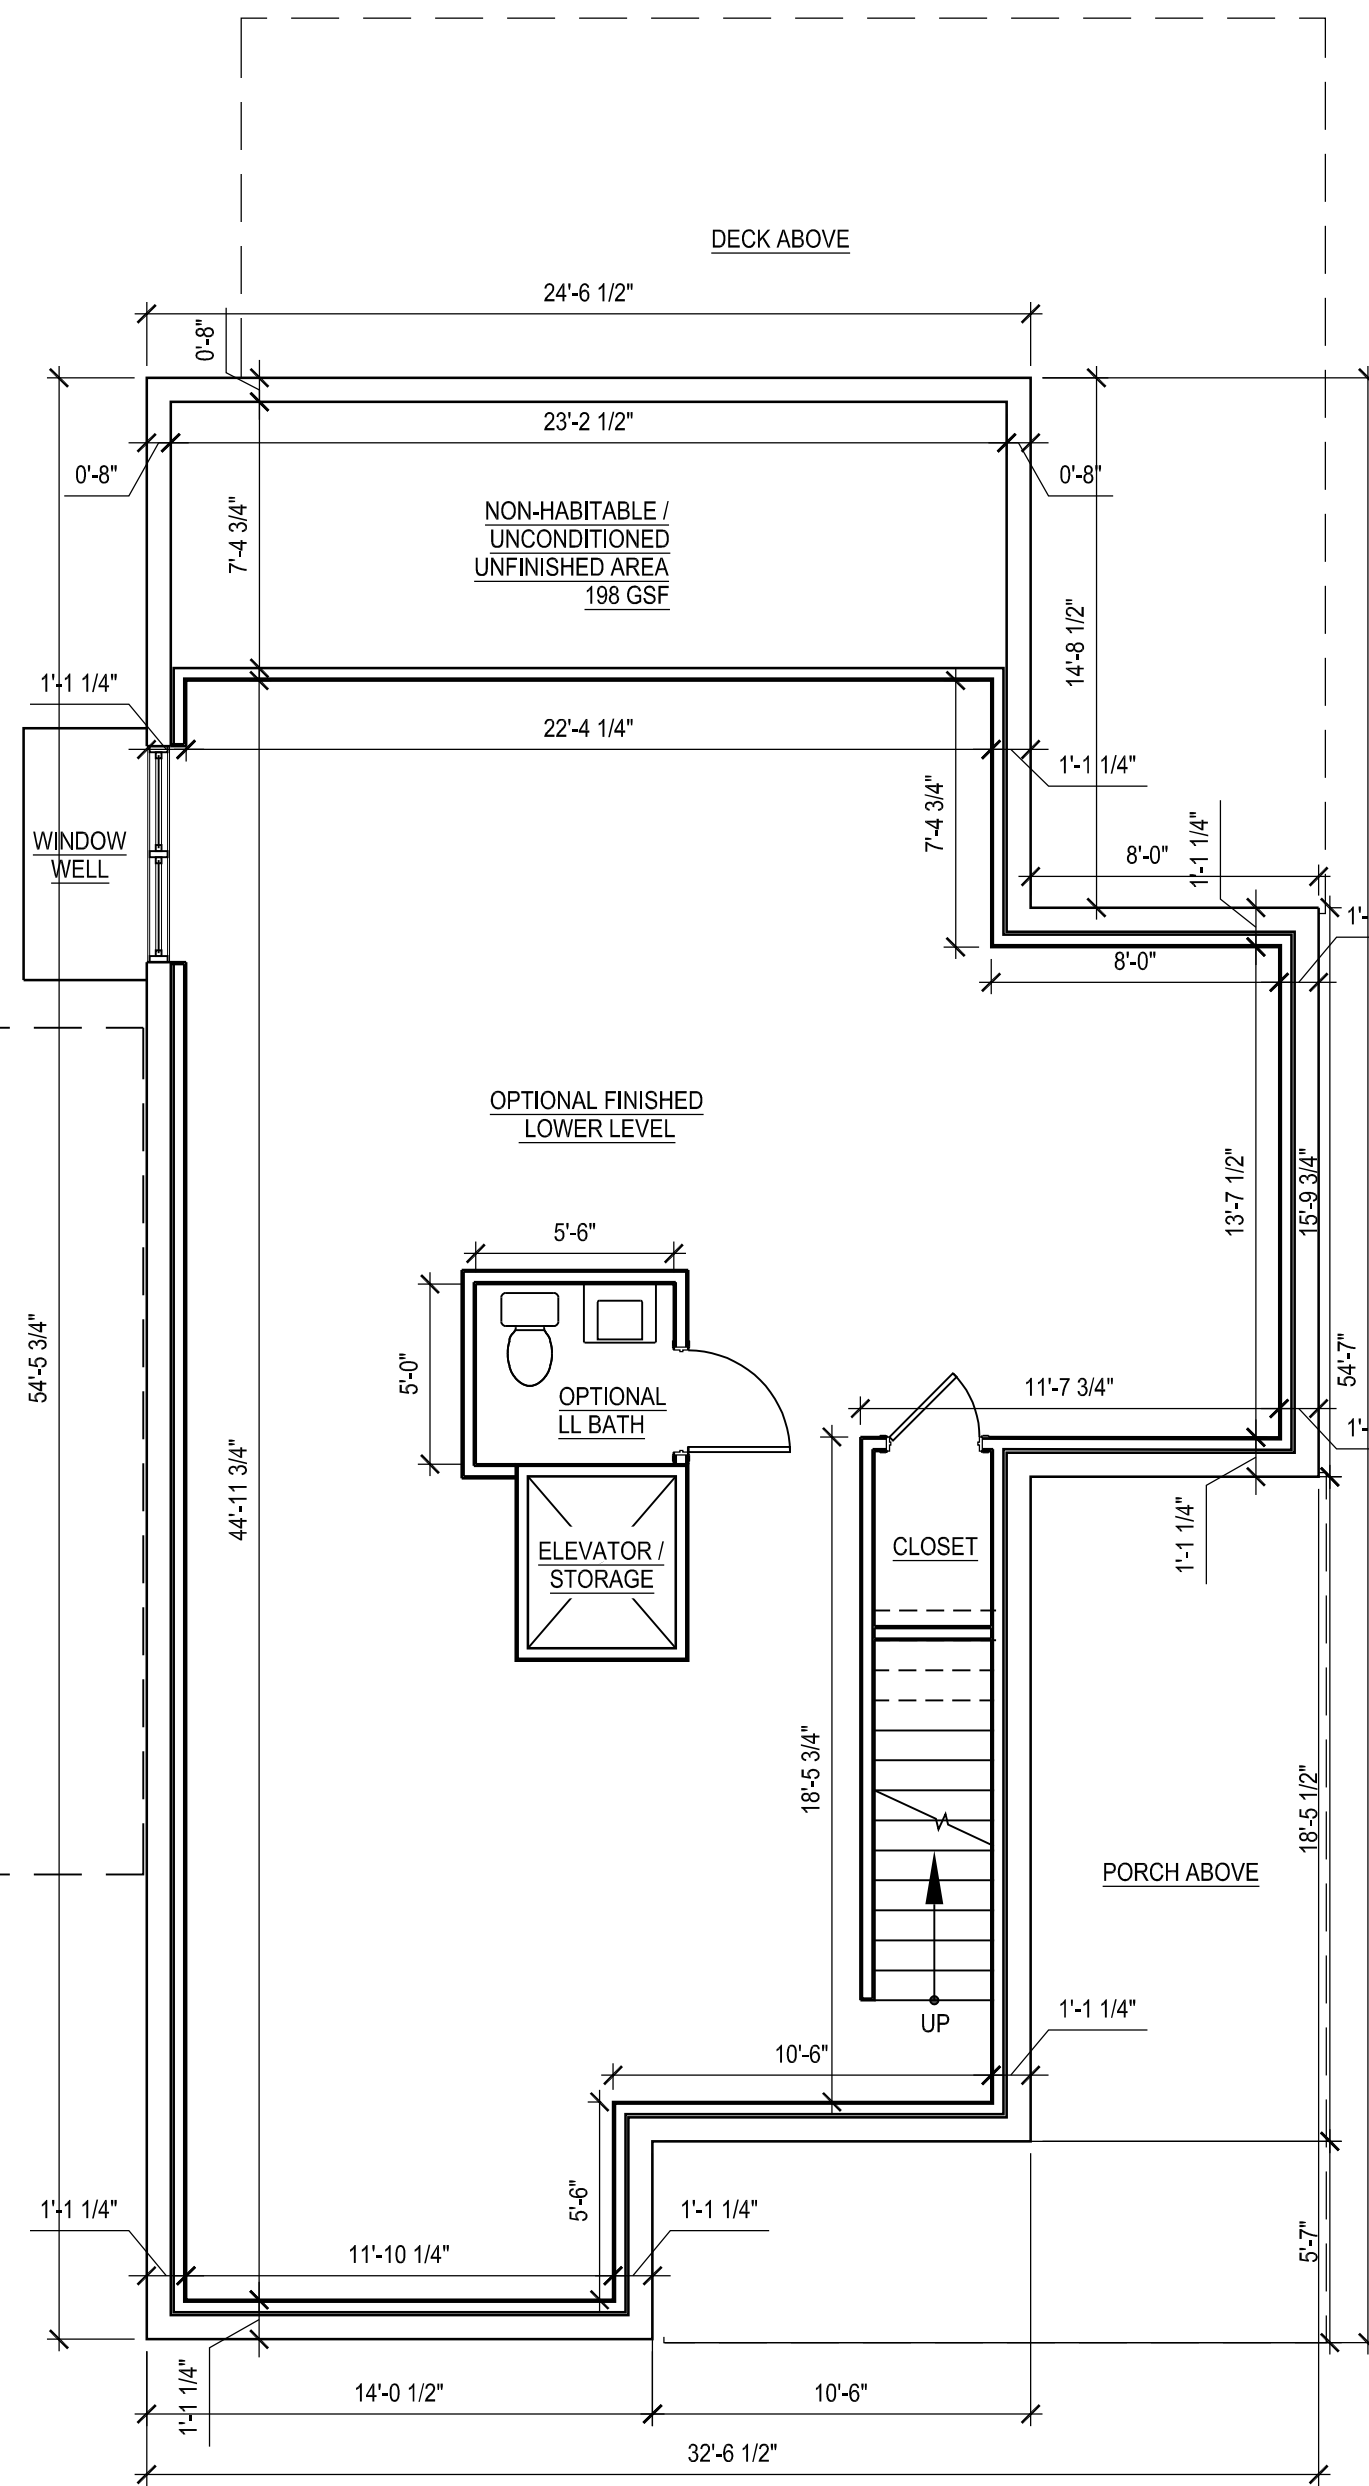 DECK ABOVE
24'-6 1/2"
0'-8"
23'-2 1/2"
0'-8"
0'-8"
7'-4 3/4"
NON-HABITABLE /
UNCONDITIONED
UNFINISHED AREA
198 GSF
14'-8 1/2"
1'-1 1/4"
22'-4 1/4"
1'-1 1/4"
7'-4 3/4"
WINDOW
WELL
8'-0"
1'-1 1/4"
1'-
8'-0"
OPTIONAL FINISHED
LOWER LEVEL
13'-7 1/2"
15'-9 3/4"
5'-6"
54'-5 3/4"
5'-0"
54'-7"
OPTIONAL
LL BATH
11'-7 3/4"
1'-
44'-11 3/4"
ELEVATOR /
STORAGE
CLOSET
1'-1 1/4"
18'-5 3/4"
18'-5 1/2"
PORCH ABOVE
UP
1'-1 1/4"
10'-6"
5'-6"
1'-1 1/4"
1'-1 1/4"
5'-7"
11'-10 1/4"
1'-1 1/4"
14'-0 1/2"
10'-6"
32'-6 1/2"